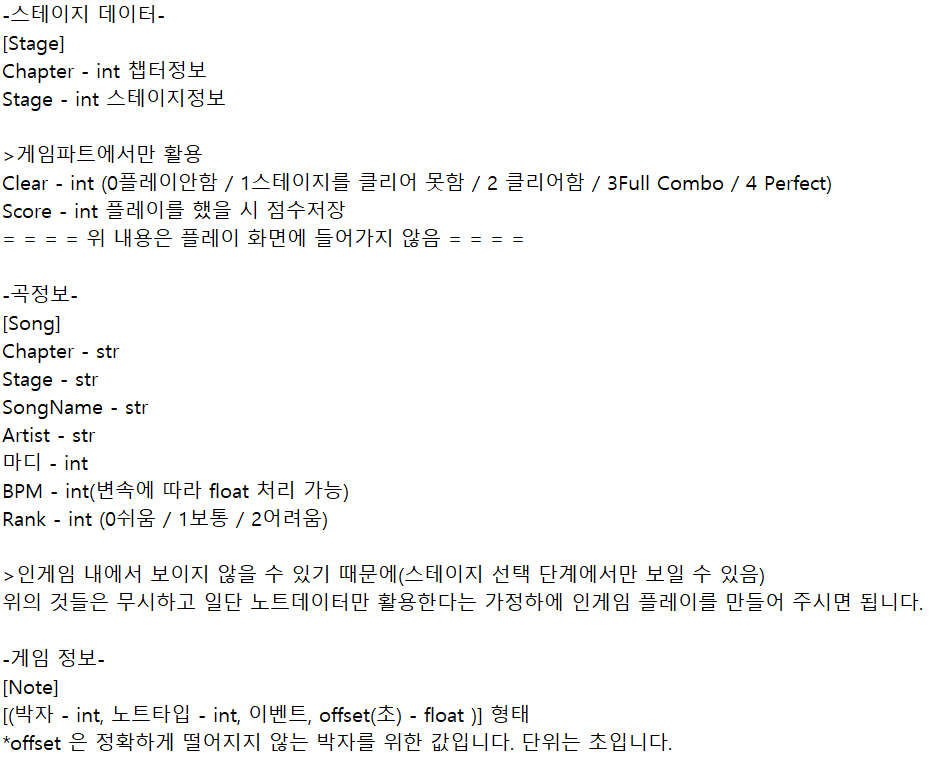 -스테이지 데이터-
[Stage]
Chapter - int 챕터정보
Stage - int 스테이지정보
>게임파트에서만 활용
Clear - int (0플레이안함 / 1스테이지를 클리어 못함 / 2 클리어함 / 3Full Combo / 4 Perfect)
Score - int 플레이를 했을 시 점수저장
= = = = 위 내용은 플레이 화면에 들어가지 않음 = = = =
-곡정보-
[Song]
Chapter - str
Stage - str
SongName - str
Artist - str
마디 - int
BPM - int(변속에 따라 float 처리 가능)
Rank - int (0쉬움 / 1보통 / 2어려움)
>인게임 내에서 보이지 않을 수 있기 때문에(스테이지 선택 단계에서만 보일 수 있음)
위의 것들은 무시하고 일단 노트데이터만 활용한다는 가정하에 인게임 플레이를 만들어 주시면 됩니다.
-게임 정보-
[Note]
[(박자 - int, 노트타입 - int, 이벤트, offset(초) - float )] 형태
*offset 은 정확하게 떨어지지 않는 박자를 위한 값입니다. 단위는 초입니다.